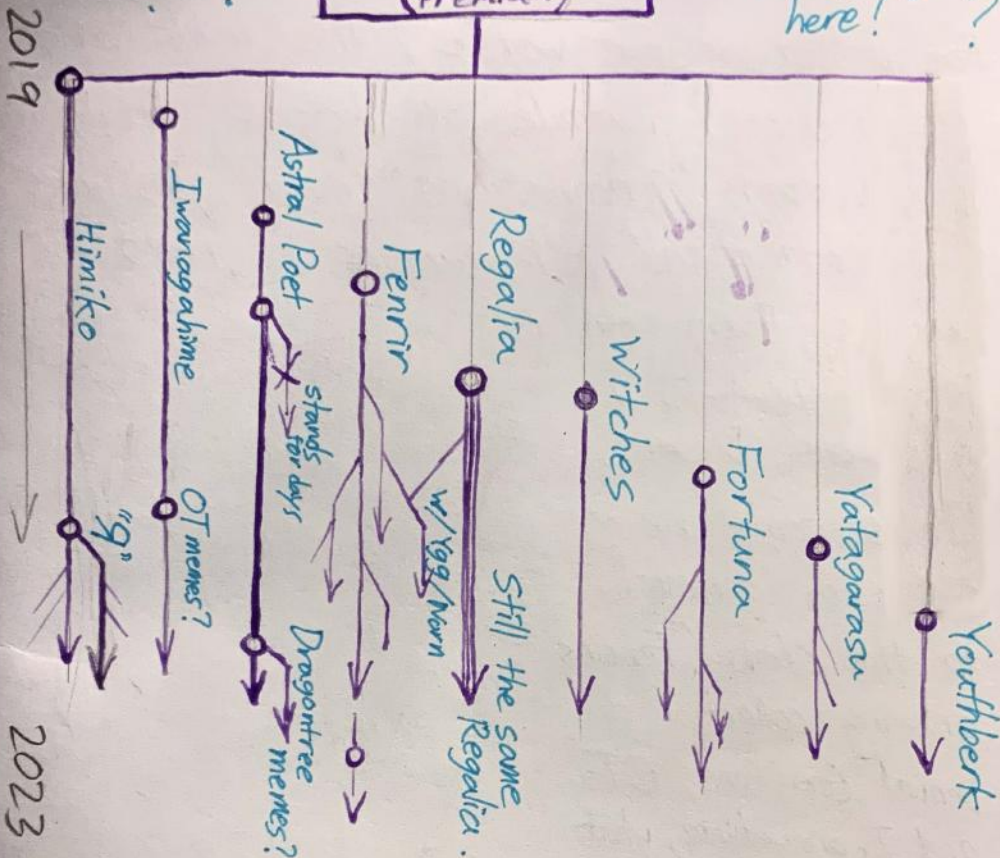 (Premium)
here!
?
2019
2023
Himiko
"g"
Iwanagahime
OT memes?
Astral Poet
stands
for days
Dragontree
memes?
Fenrir
w/Ygg/Norn
Regalia
Still the same
Regalia.
Witches
Fortuna
Yatagarasu
Youthberk